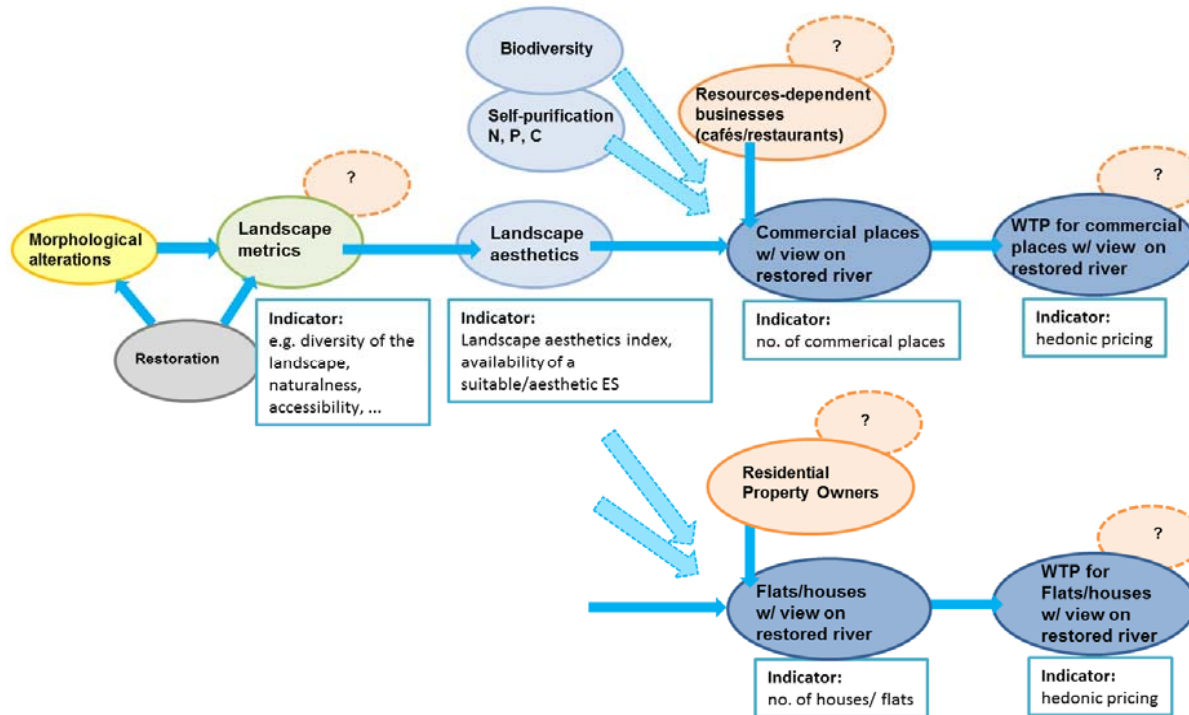 Biodiversity
Self-purification
N, P, C
?
Resources-dependent
businesses
(cafés/restaurants)
?
?
Morphological
alterations
Landscape
metrics
Landscape
aesthetics
Commercial places
w/ view on
restored river
WTP for commercial
places w/ view on
restored river
Restoration
Indicator:
e.g. diversity of the
landscape,
naturalness,
accessibility, ...
Indicator:
Landscape aesthetics index,
availability of a
suitable/aesthetic ES
Indicator:
no. of commerical places
Indicator:
hedonic pricing
?
Residential
Property Owners
?
Flats/houses
w/ view on
restored river
WTP for
Flats/houses
w/ view on
restored river
Indicator:
no. of houses/ flats
Indicator:
hedonic pricing